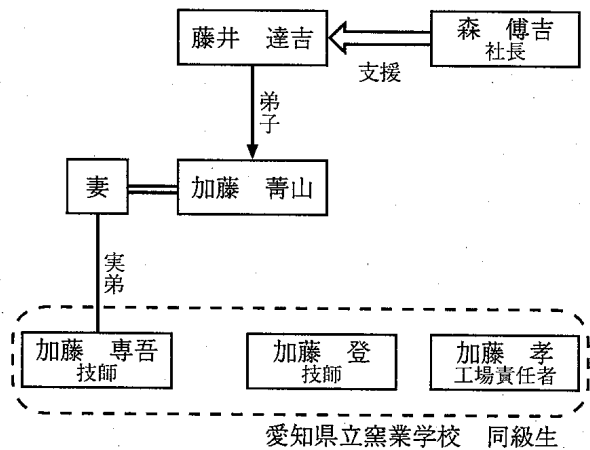 藤井 達吉
森 傅吉
社長
支援
弟子
妻
加藤 菁山
実弟
加藤 専吾
技師
加藤 登
技師
加藤 孝
工場責任者
愛知県立窯業学校 同級生